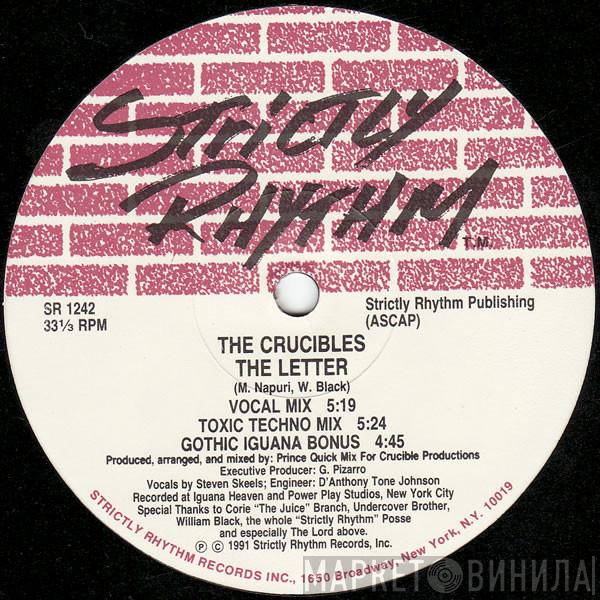 Strictly
Rhythm
T.M.
SR 1242
33⅓ RPM
Strictly Rhythm Publishing
(ASCAP)
THE CRUCIBLES
THE LETTER
(M. Napuri, W. Black)
VOCAL MIX 5:19
TOXIC TECHNO MIX 5:24
GOTHIC IGUANA BONUS 4:45
Produced, arranged, and mixed by: Prince Quick Mix For Crucible Productions
Executive Producer: G. Pizarro
Vocals by Steven Skeels; Engineer: D'Anthony Tone Johnson
Recorded at Iguana Heaven and Power Play Studios, New York City
Special Thanks to Corie "The Juice" Branch, Undercover Brother,
William Black, the whole "Strictly Rhythm" Posse
and especially The Lord above.
Ⓟ © 1991 Strictly Rhythm Records, Inc.
STRICTLY RHYTHM RECORDS INC., 1650 Broadway, New York, N.Y. 10019
МАРКЕТ ВИНИЛА